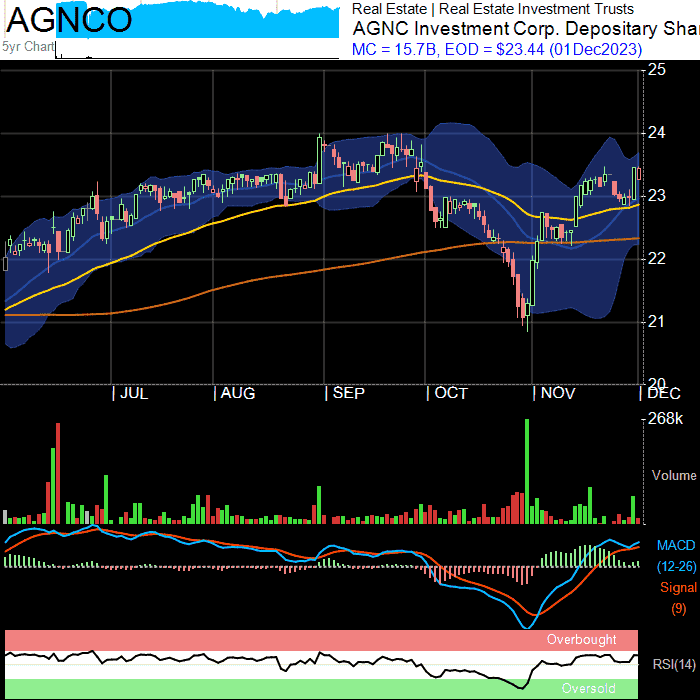 AGNCO
5yr Chart
Real Estate | Real Estate Investment Trusts
AGNC Investment Corp. Depositary Shar
MC = 15.7B, EOD = $23.44 (01Dec2023)
25
24
23
22
21
20
JUL AUG SEP OCT NOV DEC
268k
Volume
MACD
(12-26)
Signal
(9)
Overbought
RSI(14)
Oversold